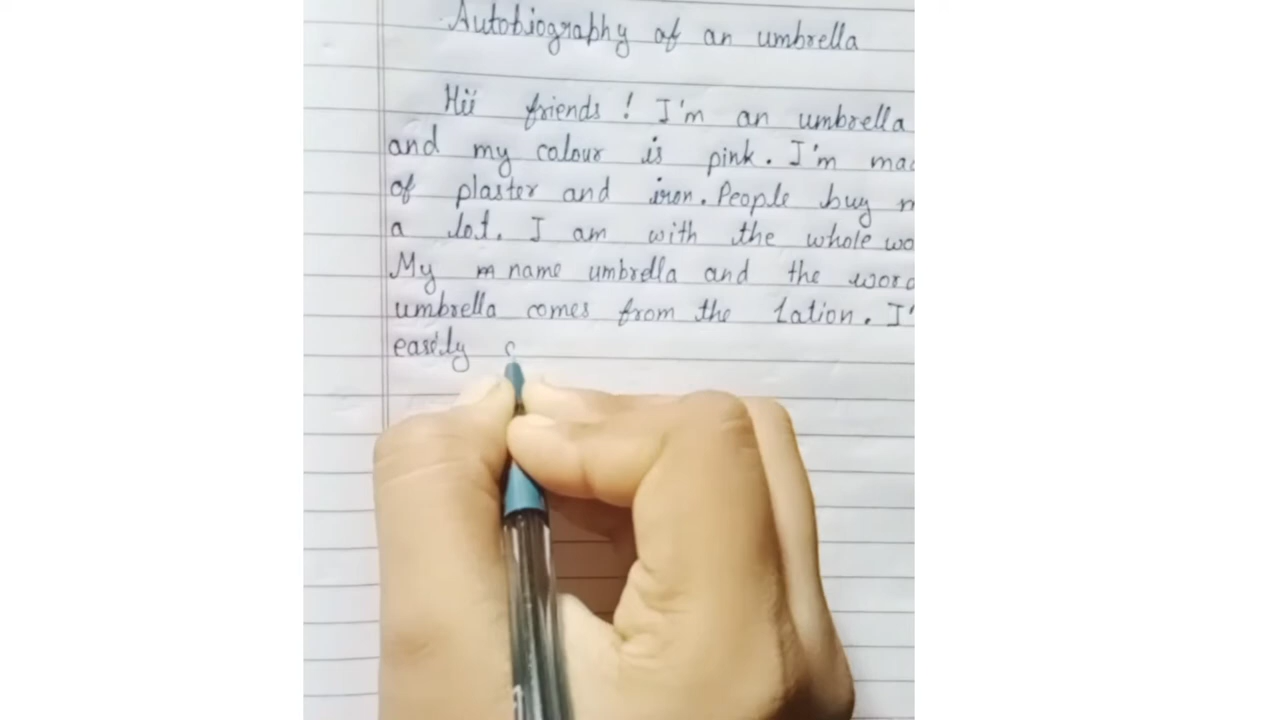 Autobiography of an umbrella
Hii friends! I'm an umbrella
and my colour is pink. I'm
of plaster and iron. People buy
a lot. I am with the whole
My name umbrella and the
umbrella comes from the lation.
easily